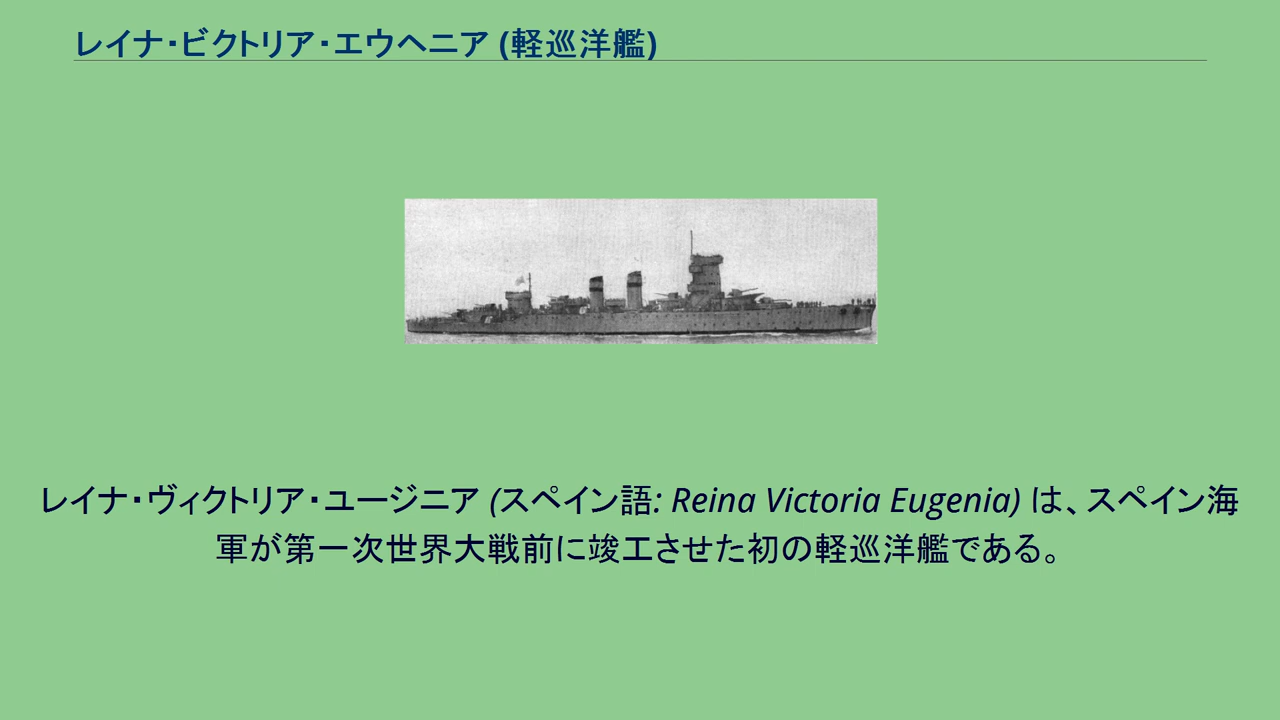 レイナ・ビクトリア・エウヘニア (軽巡洋艦)
レイナ・ヴィクトリア・ユージニア (スペイン語: Reina Victoria Eugenia) は、スペイン海
軍が第一次世界大戦前に竣工させた初の軽巡洋艦である。